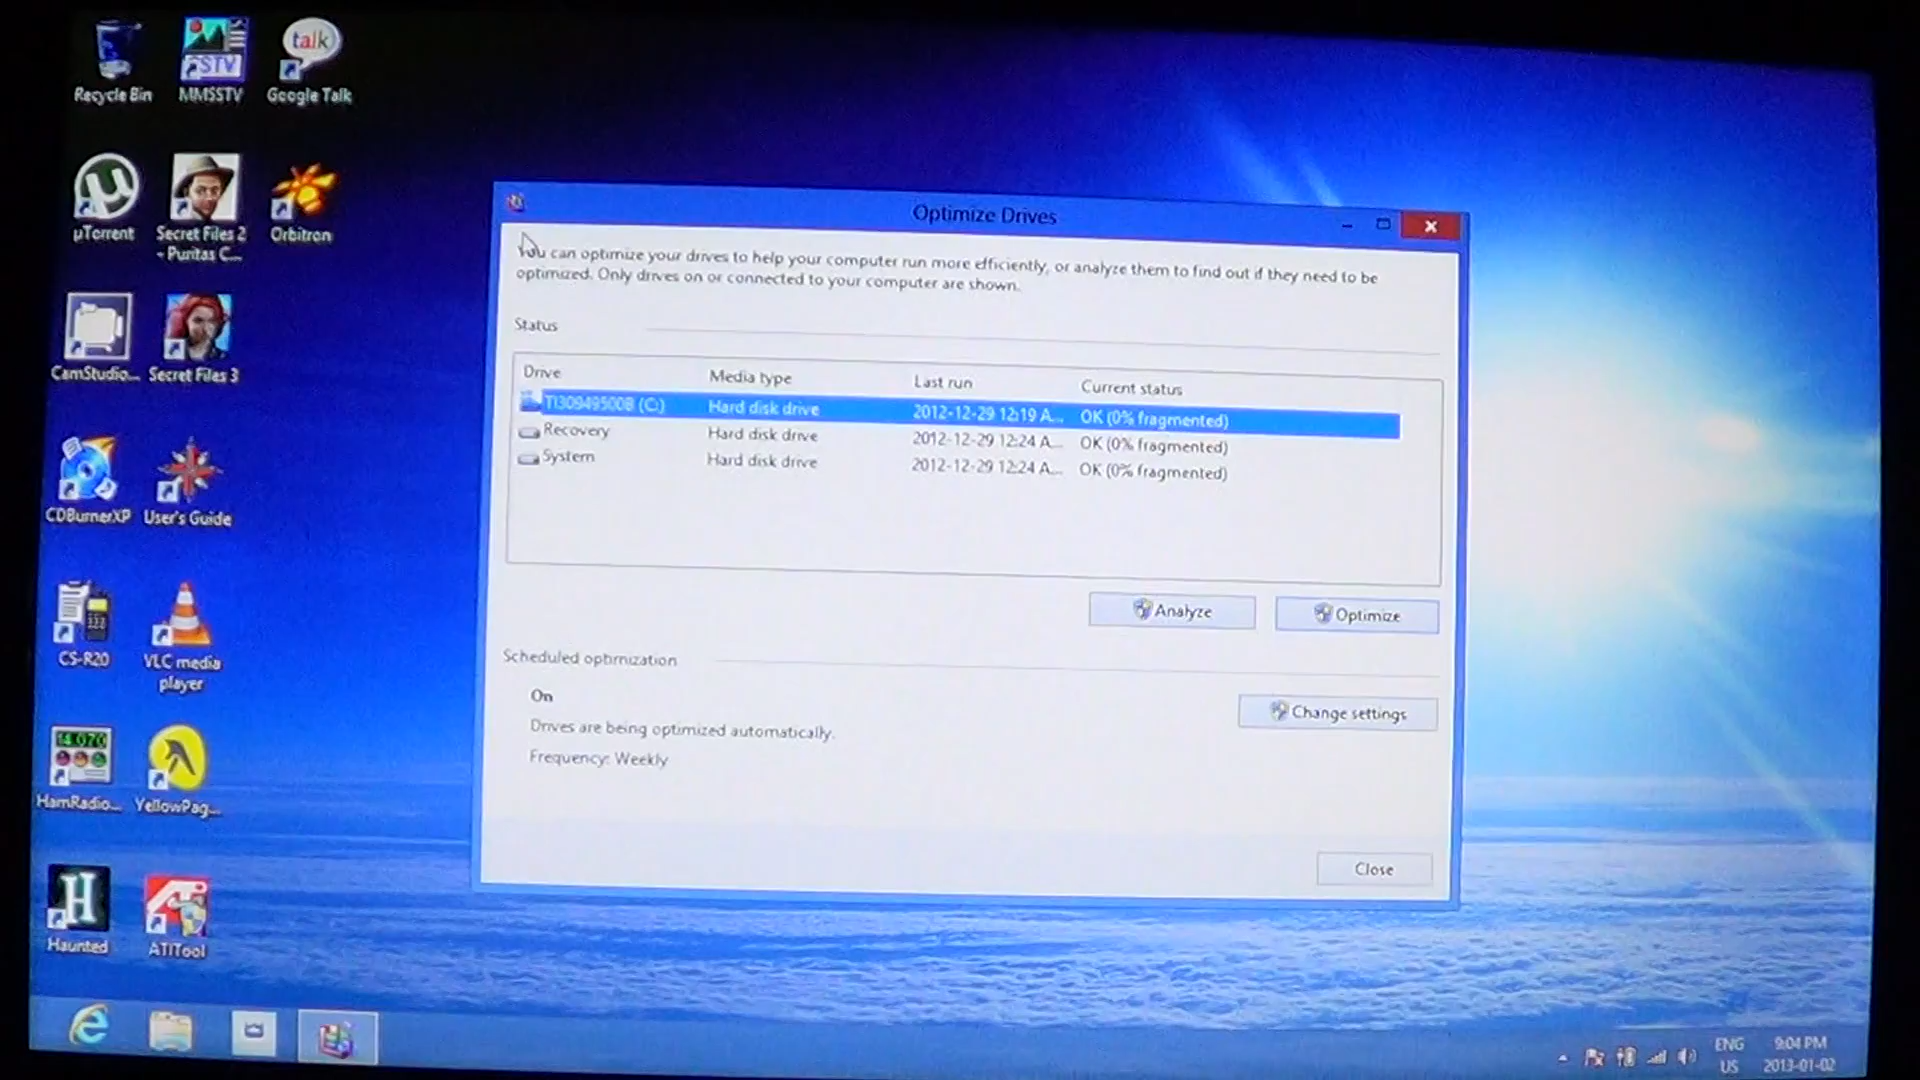 talk
STV
Recycle Bin
MMSSTV
Google Talk
µTorrent
Secret Files 2
- Puritas C...
Orbitron
CamStudio...
Secret Files 3
CDBurnerXP
User's Guide
CS-R20
VLC media
player
14.070
HamRadio...
YellowPag...
H
Haunted
ATI
ATITool
Optimize Drives
You can optimize your drives to help your computer run more efficiently, or analyze them to find out if they need to be
optimized. Only drives on or connected to your computer are shown.
Status
Drive Media type Last run Current status
TI30949500B (C:) Hard disk drive 2012-12-29 12:19 A... OK (0% fragmented)
Recovery Hard disk drive 2012-12-29 12:24 A... OK (0% fragmented)
System Hard disk drive 2012-12-29 12:24 A... OK (0% fragmented)
Analyze Optimize
Scheduled optimization
On
Drives are being optimized automatically.
Frequency: Weekly
Change settings
Close
ENG
US
9:04 PM
2013-01-02